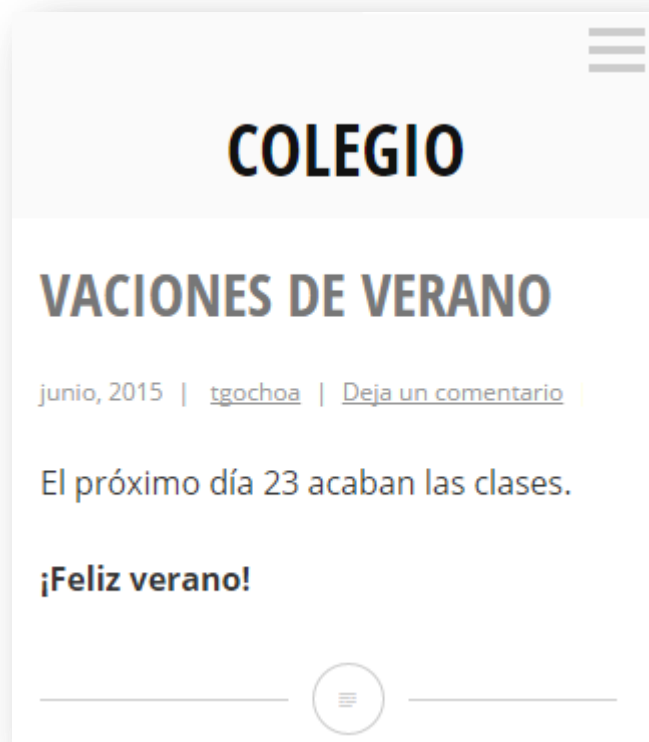 COLEGIO
VACIONES DE VERANO
junio, 2015 | tgochoa | Deja un comentario
El próximo día 23 acaban las clases.
¡Feliz verano!